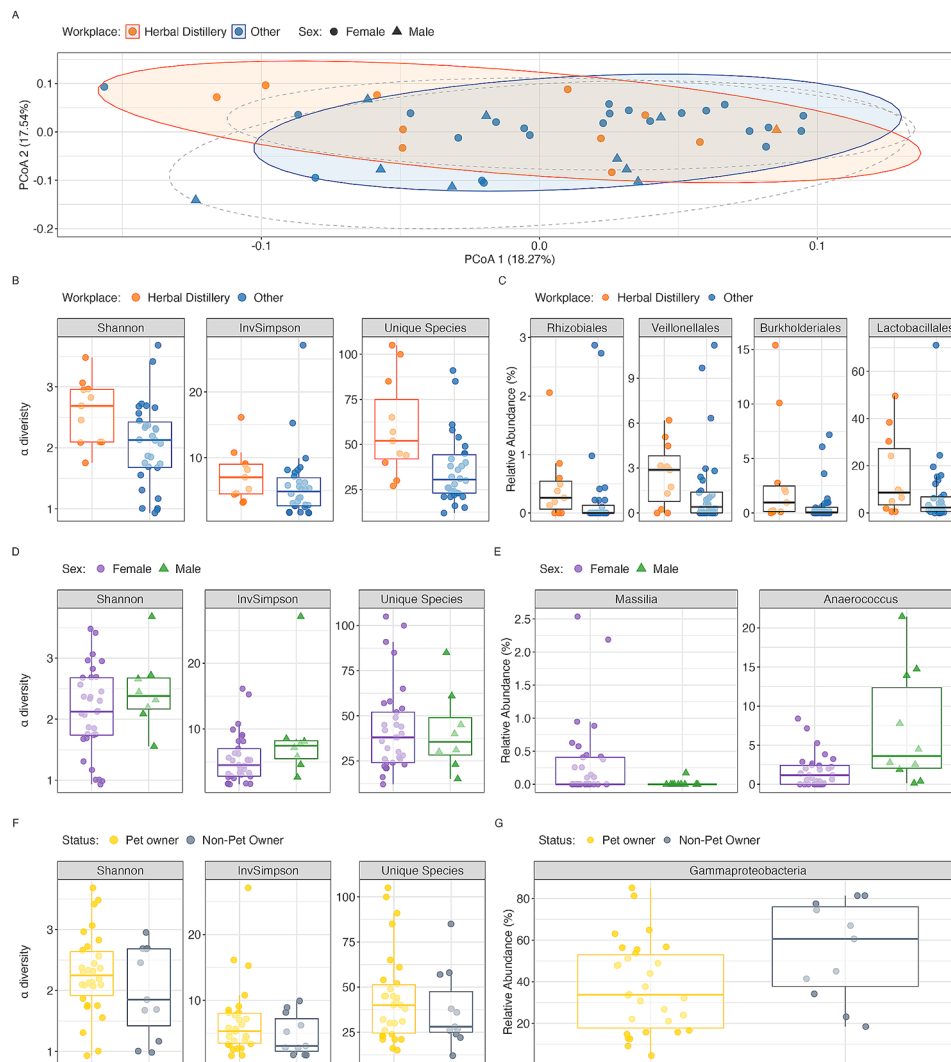 A
Workplace: Herbal Distillery Other Sex: Female Male
0.1
0.0
-0.1
-0.2
PCoA 2 (17.54%)
-0.1 0.0 0.1
PCoA 1 (18.27%)
B
Workplace: Herbal Distillery Other
Shannon InvSimpson Unique Species
α diveristy
3
2
1
20
10
100
75
50
25
C
Workplace: Herbal Distillery Other
Rhizobiales Veillonellales Burkholderiales Lactobacillales
Relative Abundance (%)
3
2
1
0
9
6
3
0
15
10
5
0
60
40
20
0
D
Sex: Female Male
Shannon InvSimpson Unique Species
α diversity
3
2
1
20
10
100
75
50
25
E
Sex: Female Male
Massilia Anaerococcus
Relative Abundance (%)
2.5
2.0
1.5
1.0
0.5
0.0
20
15
10
5
0
F
Status: Pet owner Non-Pet Owner
Shannon InvSimpson Unique Species
α diversity
3
2
1
20
10
100
75
50
25
G
Status: Pet owner Non-Pet Owner
Gammaproteobacteria
Relative Abundance (%)
80
60
40
20